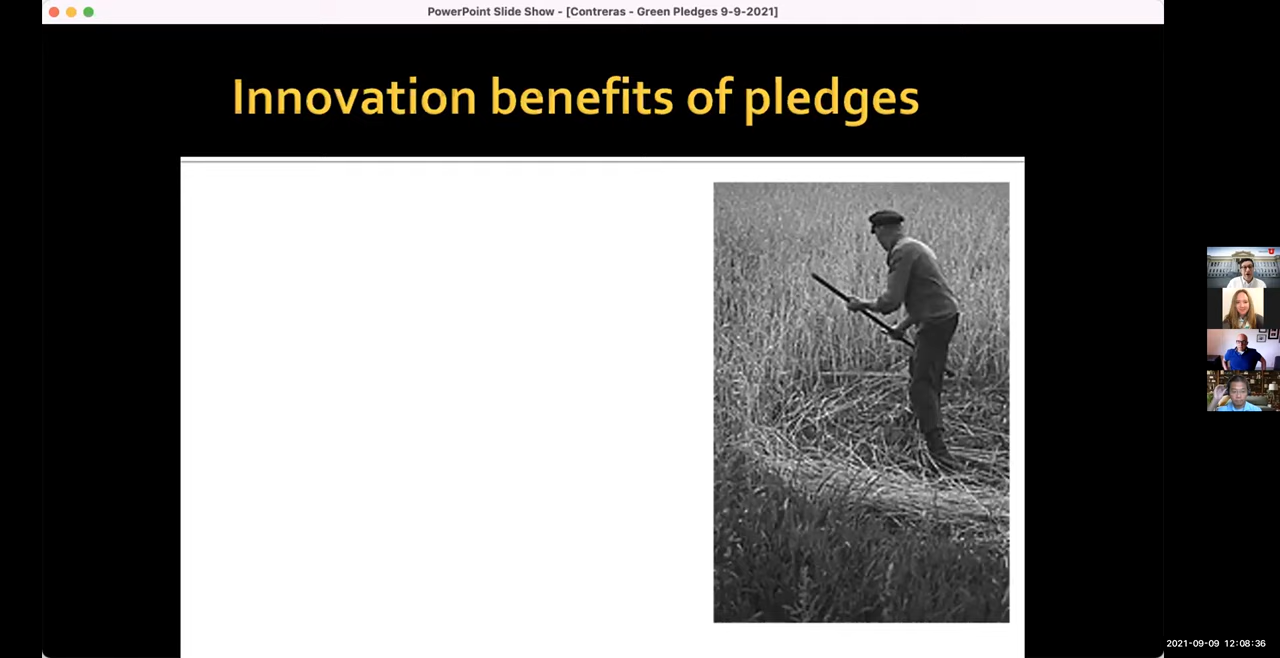 PowerPoint Slide Show - [Contreras - Green Pledges 9-9-2021]
Innovation benefits of pledges
2021-09-09 12:08:36